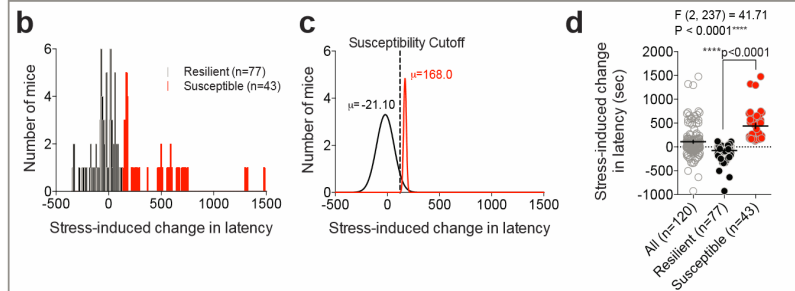 b
Number of mice
6
4
2
0
Resilient (n=77)
Susceptible (n=43)
-500 0 500 1000 1500
Stress-induced change in latency
c
Susceptibility Cutoff
Number of mice
6
4
2
0
μ=-21.10
μ=168.0
-500 0 500 1000 1500
Stress-induced change in latency
d
F (2, 237) = 41.71
P < 0.0001****
****p<0.0001
Stress-induced change
in latency (sec)
2000
1500
1000
500
0
-500
-1000
All (n=120)
Resilient (n=77)
Susceptible (n=43)